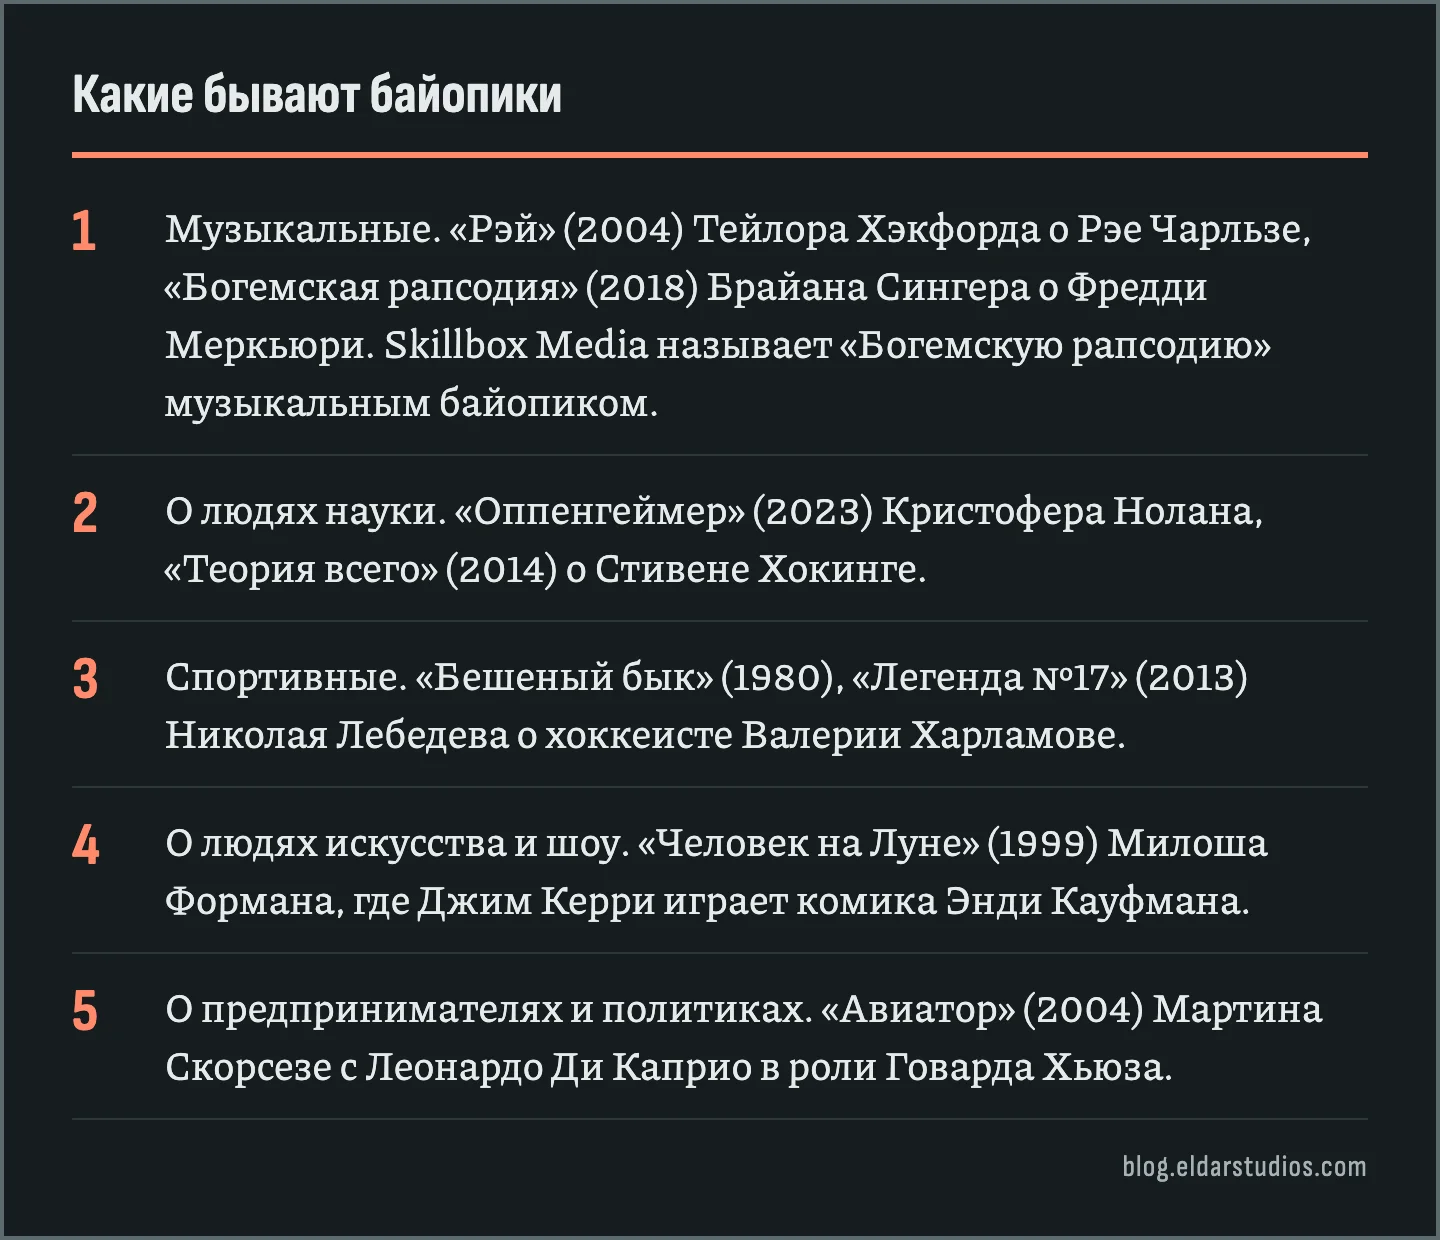 Какие бывают байопики
1 Музыкальные. «Рэй» (2004) Тейлора Хэкфорда о Рэе Чарльзе,
«Богемская рапсодия» (2018) Брайана Сингера о Фредди
Меркьюри. Skillbox Media называет «Богемскую рапсодию»
музыкальным байопиком.
2 О людях науки. «Оппенгеймер» (2023) Кристофера Нолана,
«Теория всего» (2014) о Стивене Хокинге.
3 Спортивные. «Бешеный бык» (1980), «Легенда №17» (2013)
Николая Лебедева о хоккеисте Валерии Харламове.
4 О людях искусства и шоу. «Человек на Луне» (1999) Милоша
Формана, где Джим Керри играет комика Энди Кауфмана.
5 О предпринимателях и политиках. «Авиатор» (2004) Мартина
Скорсезе с Леонардо Ди Каприо в роли Говарда Хьюза.
blog.eldarstudios.com